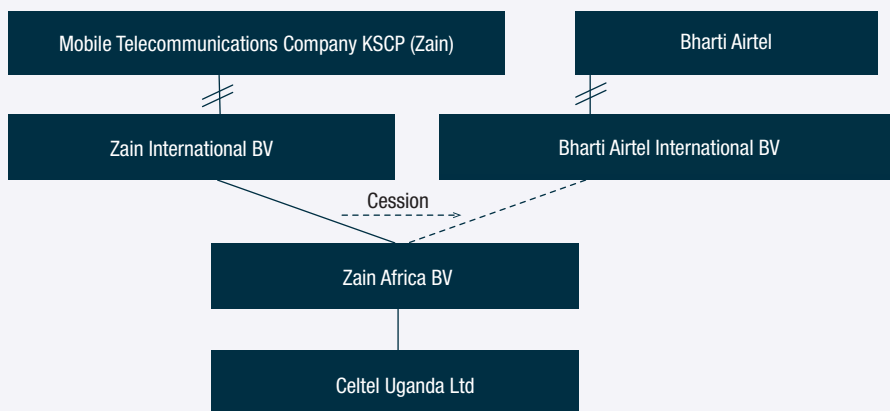 Mobile Telecommunications Company KSCP (Zain)
Bharti Airtel
Zain International BV
Bharti Airtel International BV
Cession
Zain Africa BV
Celtel Uganda Ltd